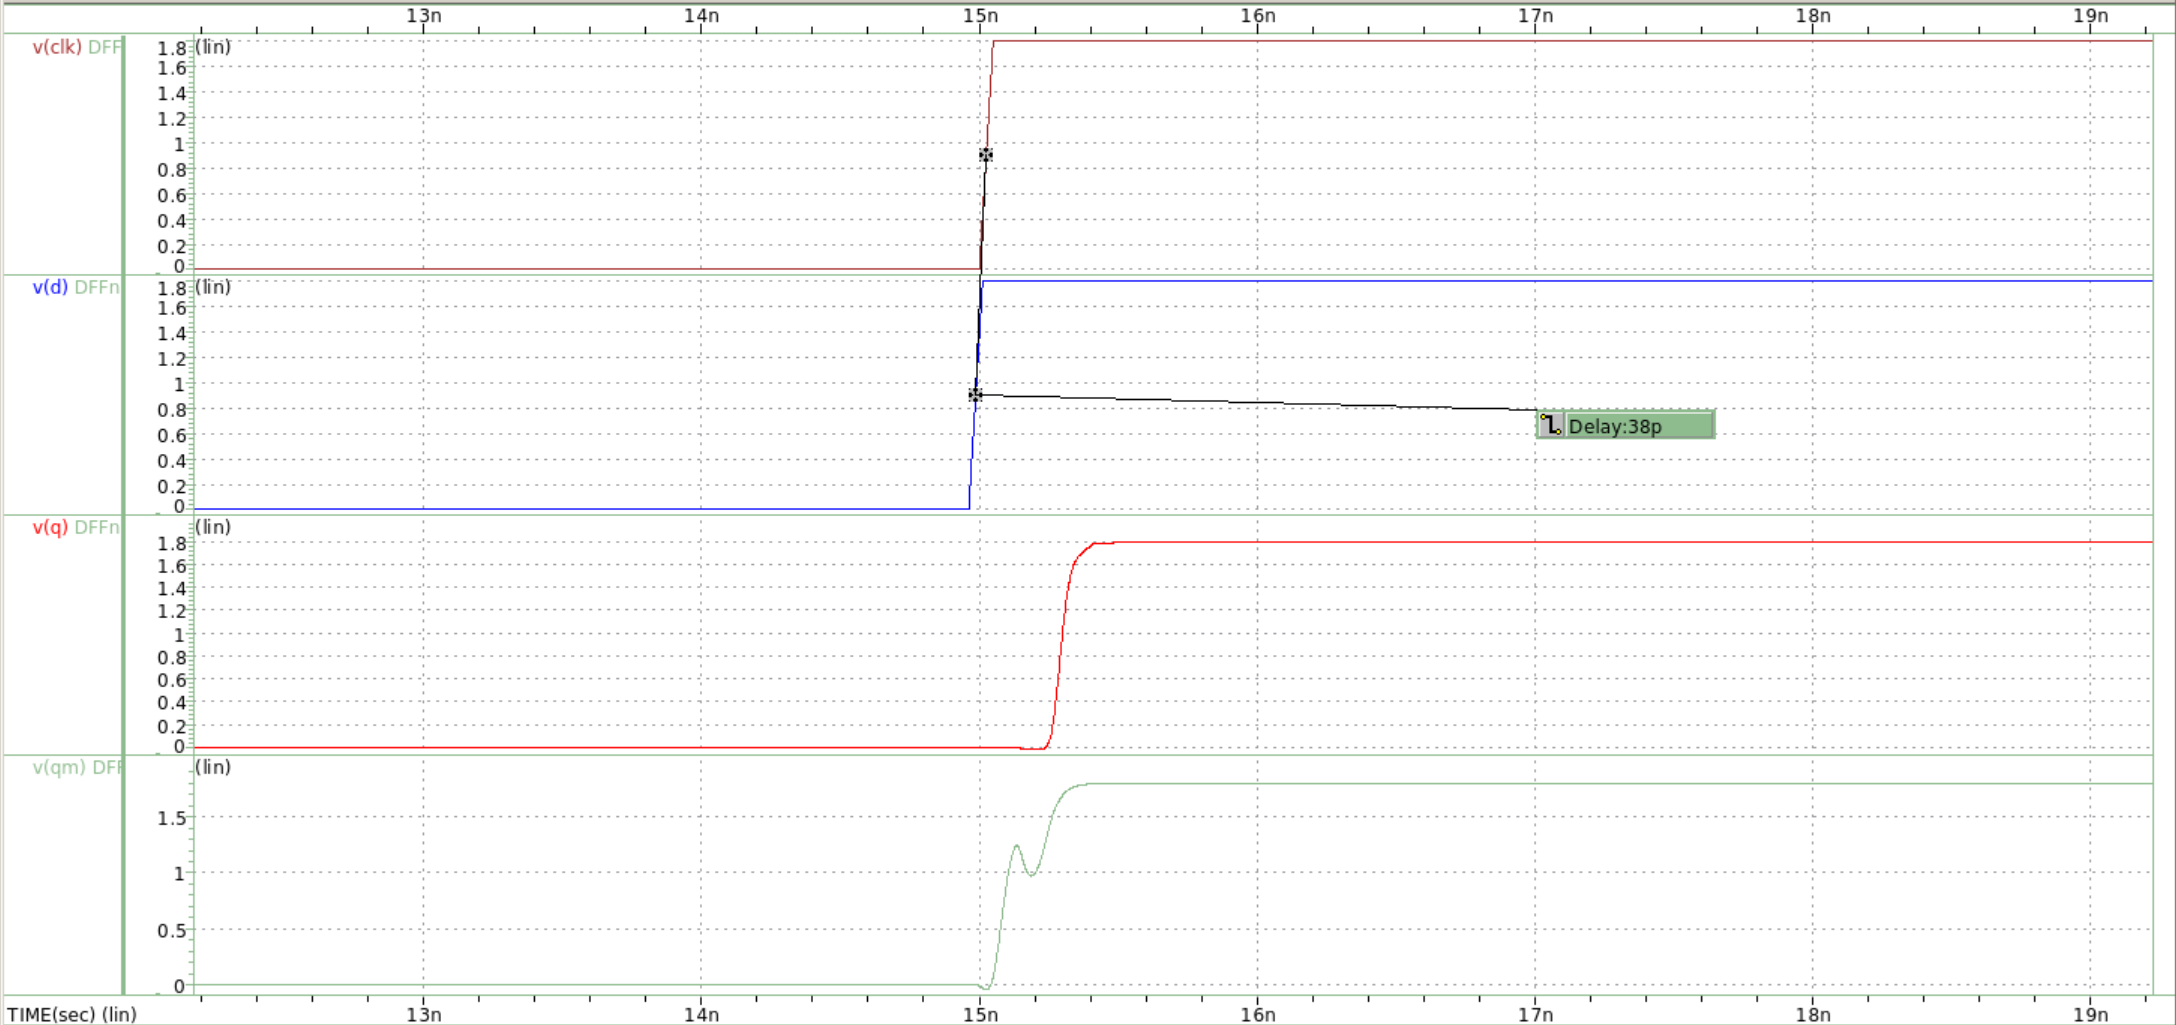 13n 14n 15n 16n 17n 18n 19n
v(clk) DFF
(lin)
1.8
1.6
1.4
1.2
1
0.8
0.6
0.4
0.2
0
v(d) DFFn
(lin)
1.8
1.6
1.4
1.2
1
0.8
0.6
0.4
0.2
0
Delay:38p
v(q) DFFn
(lin)
1.8
1.6
1.4
1.2
1
0.8
0.6
0.4
0.2
0
v(qm) DFF
(lin)
1.5
1
0.5
0
TIME(sec) (lin)
13n 14n 15n 16n 17n 18n 19n